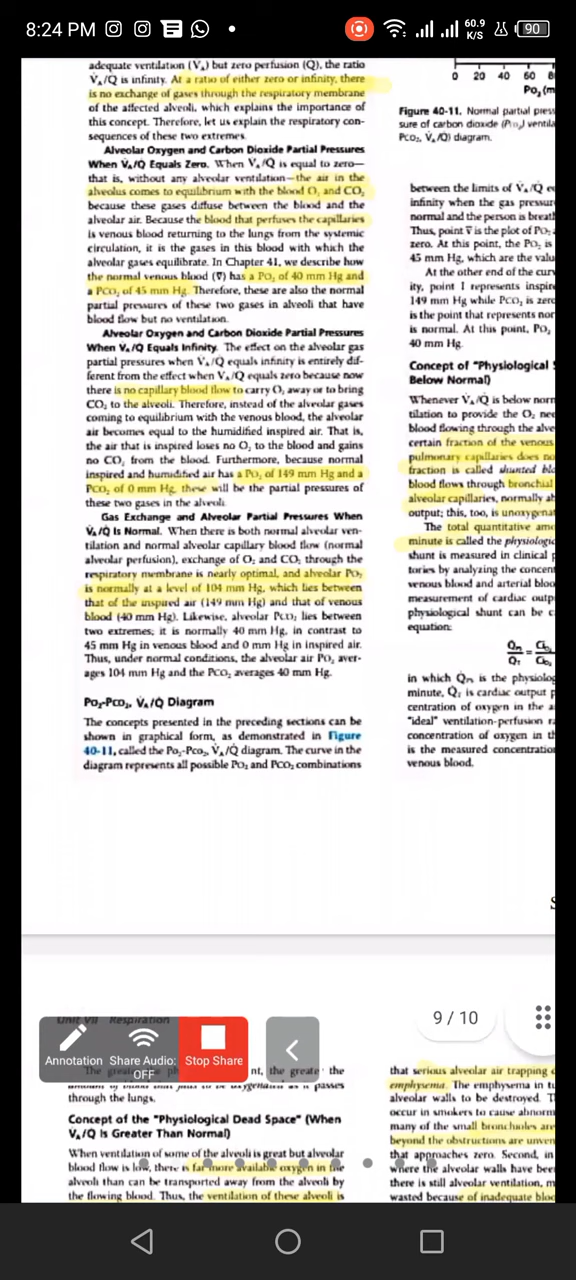 8:24 PM
60.9
K/S
90
adequate ventilation (V̇A) but zero perfusion (Q̇), the ratio
V̇A/Q̇ is infinity. At a ratio of either zero or infinity, there
is no exchange of gases through the respiratory membrane
of the affected alveoli, which explains the importance of
this concept. Therefore, let us explain the respiratory con-
sequences of these two extremes.
Alveolar Oxygen and Carbon Dioxide Partial Pressures
When V̇A/Q̇ Equals Zero. When V̇A/Q̇ is equal to zero—
that is, without any alveolar ventilation—the air in the
alveolus comes to equilibrium with the blood O2 and CO2
because these gases diffuse between the blood and the
alveolar air. Because the blood that perfuses the capillaries
is venous blood returning to the lungs from the systemic
circulation, it is the gases in this blood with which the
alveolar gases equilibrate. In Chapter 41, we describe how
the normal venous blood (V̄) has a PO2 of 40 mm Hg and
a PCO2 of 45 mm Hg. Therefore, these are also the normal
partial pressures of these two gases in alveoli that have
blood flow but no ventilation.
Alveolar Oxygen and Carbon Dioxide Partial Pressures
When V̇A/Q̇ Equals Infinity. The effect on the alveolar gas
partial pressures when V̇A/Q̇ equals infinity is entirely dif-
ferent from the effect when V̇A/Q̇ equals zero because now
there is no capillary blood flow to carry O2 away or to bring
CO2 to the alveoli. Therefore, instead of the alveolar gases
coming to equilibrium with the venous blood, the alveolar
air becomes equal to the humidified inspired air. That is,
the air that is inspired loses no O2 to the blood and gains
no CO2 from the blood. Furthermore, because normal
inspired and humidified air has a PO2 of 149 mm Hg and a
PCO2 of 0 mm Hg, these will be the partial pressures of
these two gases in the alveoli.
Gas Exchange and Alveolar Partial Pressures When
V̇A/Q̇ Is Normal. When there is both normal alveolar ven-
tilation and normal alveolar capillary blood flow (normal
alveolar perfusion), exchange of O2 and CO2 through the
respiratory membrane is nearly optimal, and alveolar PO2
is normally at a level of 104 mm Hg, which lies between
that of the inspired air (149 mm Hg) and that of venous
blood (40 mm Hg). Likewise, alveolar PCO2 lies between
two extremes; it is normally 40 mm Hg, in contrast to
45 mm Hg in venous blood and 0 mm Hg in inspired air.
Thus, under normal conditions, the alveolar air PO2 aver-
ages 104 mm Hg and the PCO2 averages 40 mm Hg.
PO2-PCO2, V̇A/Q̇ Diagram
The concepts presented in the preceding sections can be
shown in graphical form, as demonstrated in Figure
40-11, called the PO2-PCO2, V̇A/Q̇ diagram. The curve in the
diagram represents all possible PO2 and PCO2 combinations
0 20 40 60 8
PO2 (m
Figure 40-11. Normal partial pres
sure of carbon dioxide ventila
PCO2, V̇A/Q̇) diagram.
between the limits of V̇A/Q̇ e
infinity when the gas pressur
normal and the person is breat
Thus, point v̄ is the plot of PO2
zero. At this point, the PO2 is
45 mm Hg, which are the valu
At the other end of the cur
ity, point I represents inspir
149 mm Hg while PCO2 is zero
is the point that represents nor
is normal. At this point, PO2
40 mm Hg.
Concept of "Physiological S
Below Normal)
Whenever V̇A/Q̇ is below norm
tilation to provide the O2 nee
blood flowing through the alve
certain fraction of the venous
pulmonary capillaries does no
fraction is called shunted blo
blood flows through bronchial
alveolar capillaries, normally ab
output; this, too, is unoxygenat
The total quantitative amo
minute is called the physiologic
shunt is measured in clinical p
tories by analyzing the concent
venous blood and arterial bloo
measurement of cardiac outp
physiological shunt can be c
equation:
in which is the physiolog
minute, Q̇T is cardiac output p
centration of oxygen in the a
"ideal" ventilation-perfusion ra
concentration of oxygen in th
is the measured concentration
venous blood.
S
Unit VII Respiration
9 / 10
Annotation
Share Audio:
OFF
Stop Share
The nt, the greate the
as it passes
through the lungs.
Concept of the "Physiological Dead Space" (When
V̇A/Q̇ Is Greater Than Normal)
When ventilation of some of the alveoli is great but alveolar
blood flow is low, there is far more available oxygen in the
alveoli than can be transported away from the alveoli by
the flowing blood. Thus, the ventilation of these alveoli is
that serious alveolar air trapping o
emphysema. The emphysema in tu
alveolar walls to be destroyed. T
occur in smokers to cause abnorm
many of the small bronchioles are
beyond the obstructions are unven
that approaches zero. Second, in
where the alveolar walls have bee
there is still alveolar ventilation, m
wasted because of inadequate bloo